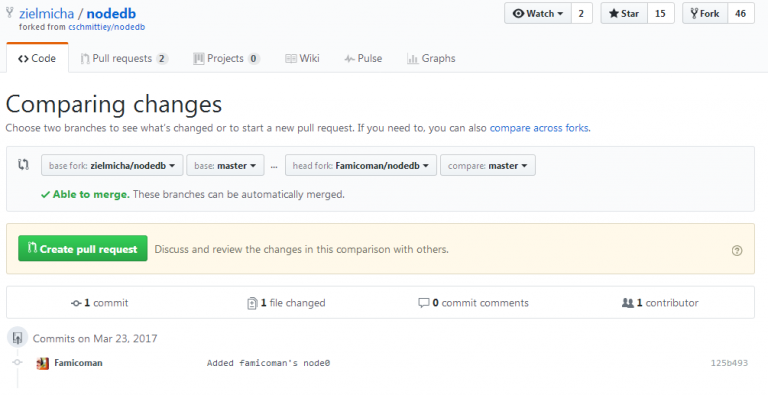 zielmicha / nodedb
Watch 2 Star 15 Fork 46
forked from cschmittiey/nodedb
Code Pull requests 2 Projects 0 Wiki Pulse Graphs
Comparing changes
Choose two branches to see what's changed or to start a new pull request. If you need to, you can also compare across forks.
base fork: zielmicha/nodedb base: master ... head fork: Famicoman/nodedb compare: master
Able to merge. These branches can be automatically merged.
Create pull request Discuss and review the changes in this comparison with others.
1 commit 1 file changed 0 commit comments 1 contributor
Commits on Mar 23, 2017
Famicoman Added famicoman's node0 125b493